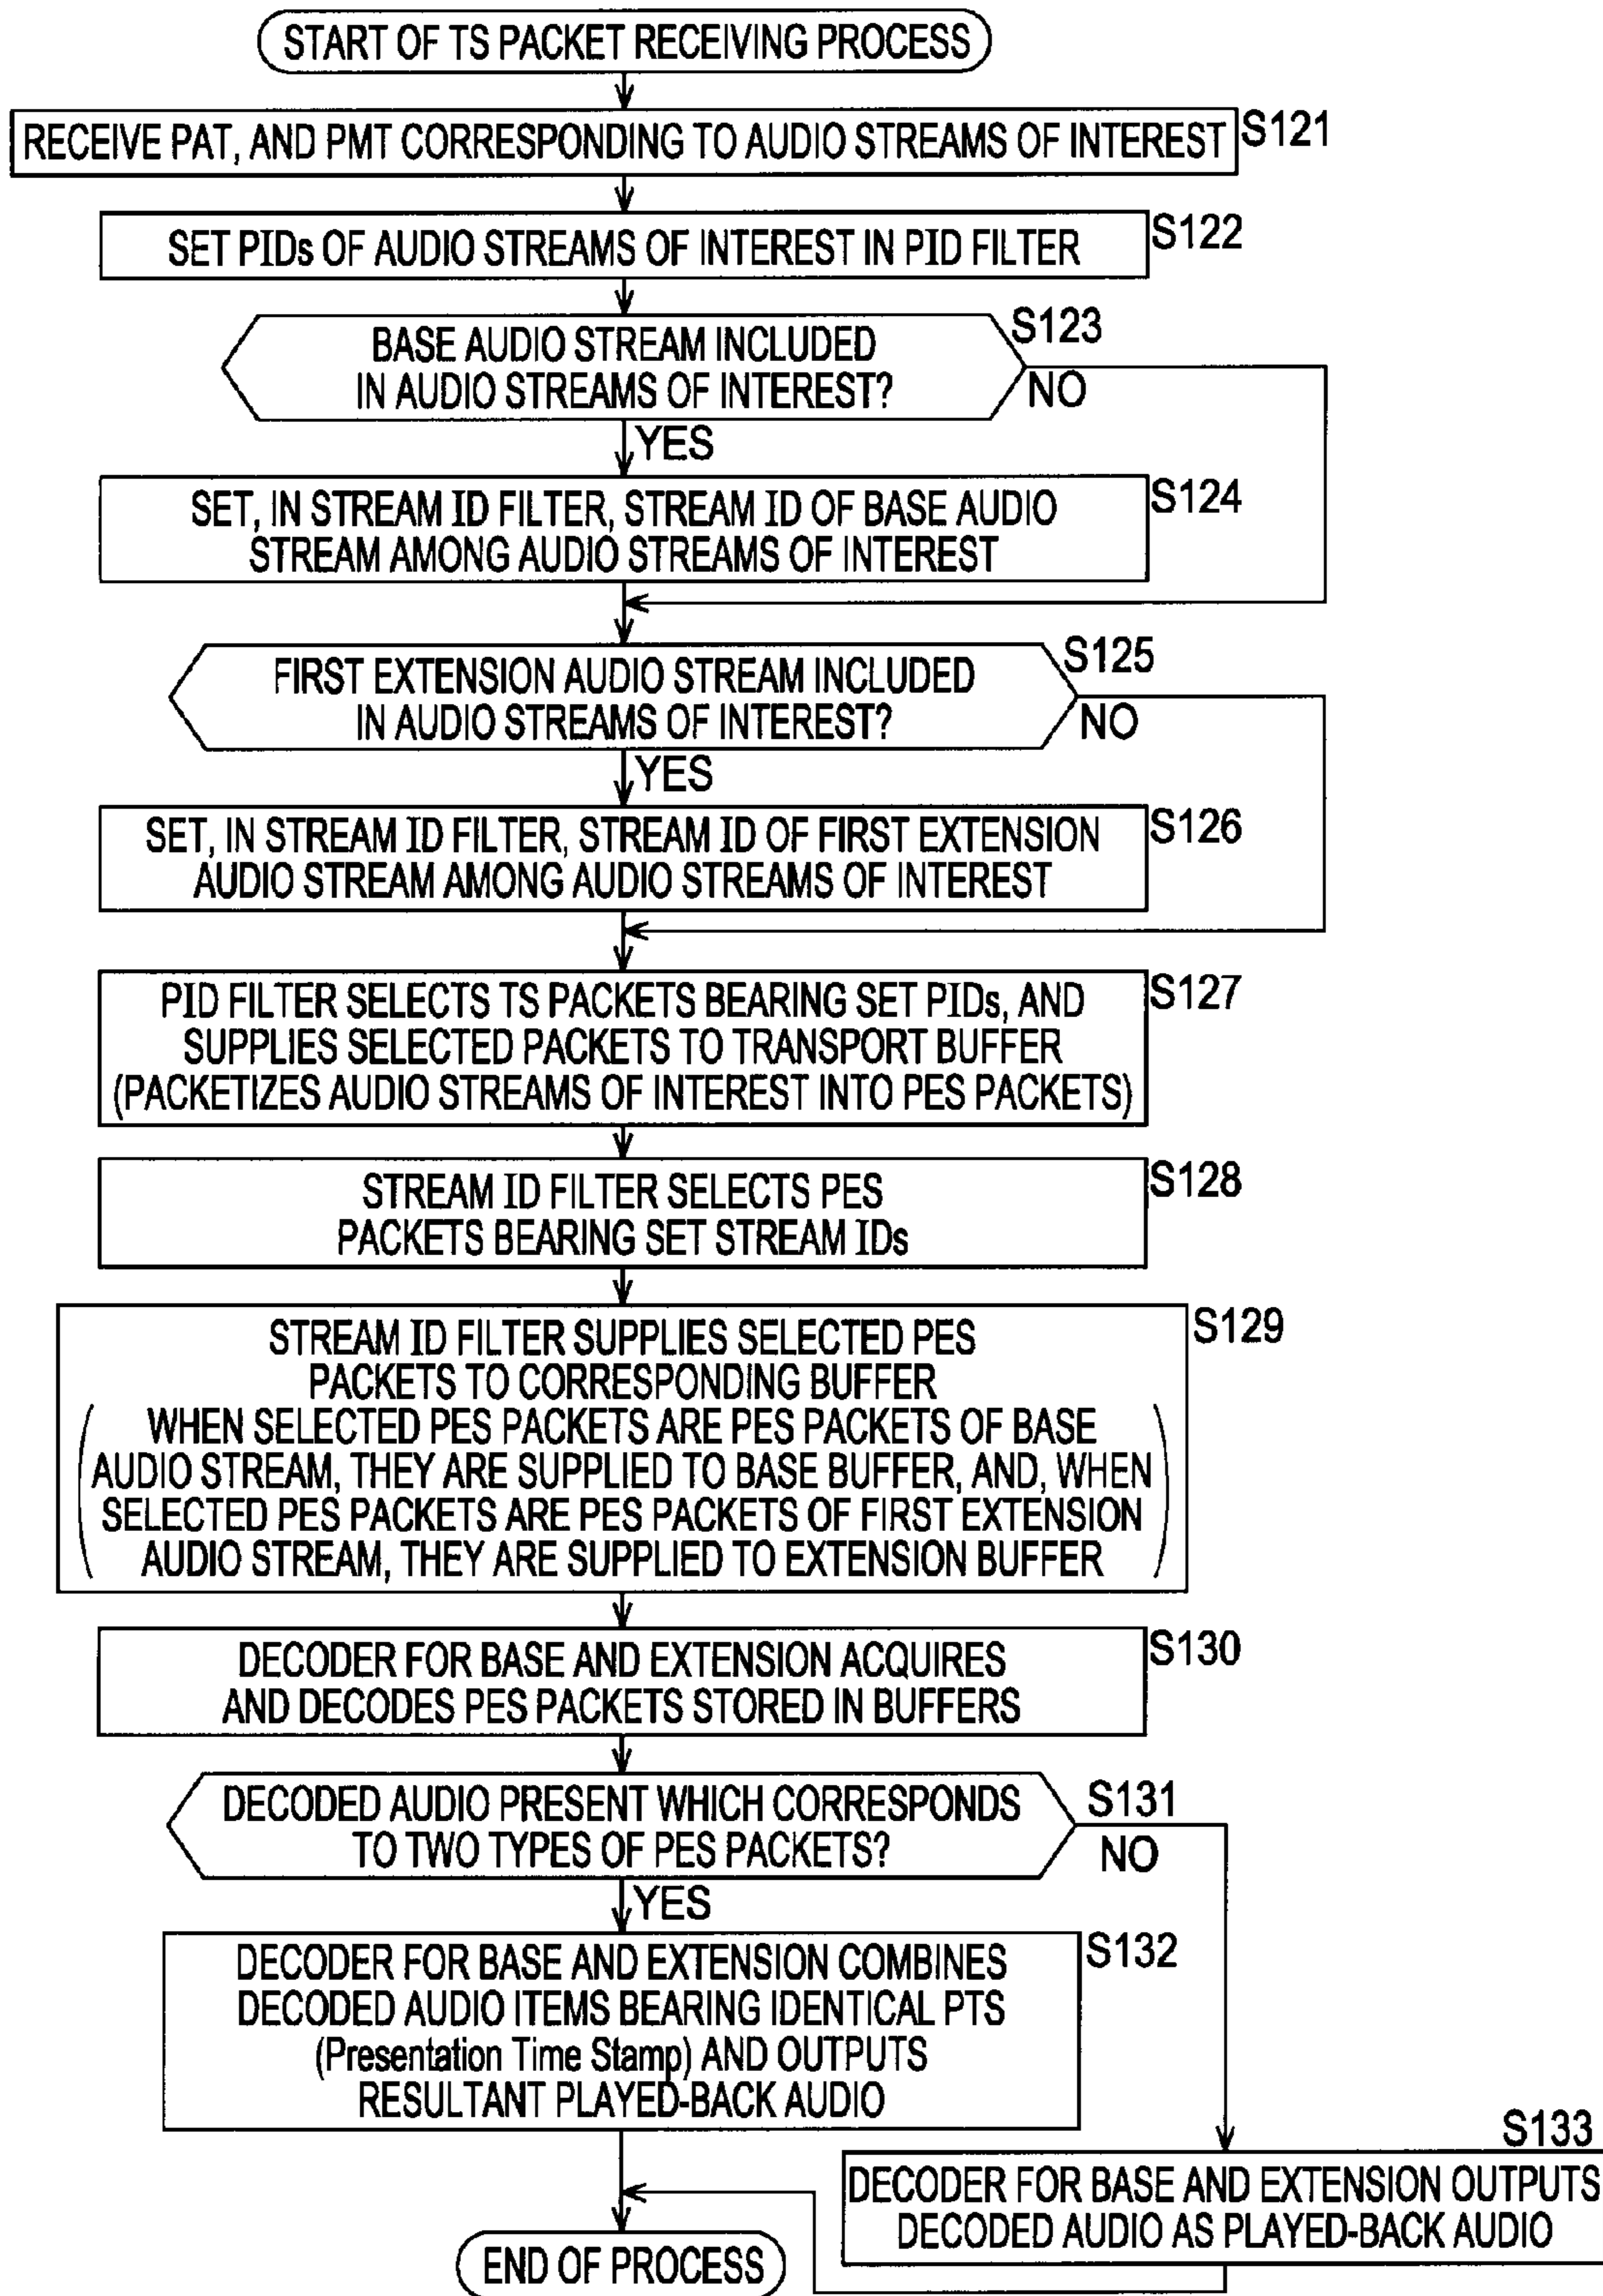 START OF TS PACKET RECEIVING PROCESS
RECEIVE PAT, AND PMT CORRESPONDING TO AUDIO STREAMS OF INTEREST
S121
SET PIDs OF AUDIO STREAMS OF INTEREST IN PID FILTER
S122
BASE AUDIO STREAM INCLUDED
IN AUDIO STREAMS OF INTEREST?
S123
NO
YES
SET, IN STREAM ID FILTER, STREAM ID OF BASE AUDIO
STREAM AMONG AUDIO STREAMS OF INTEREST
S124
FIRST EXTENSION AUDIO STREAM INCLUDED
IN AUDIO STREAMS OF INTEREST?
S125
NO
YES
SET, IN STREAM ID FILTER, STREAM ID OF FIRST EXTENSION
AUDIO STREAM AMONG AUDIO STREAMS OF INTEREST
S126
PID FILTER SELECTS TS PACKETS BEARING SET PIDs, AND
SUPPLIES SELECTED PACKETS TO TRANSPORT BUFFER
(PACKETIZES AUDIO STREAMS OF INTEREST INTO PES PACKETS)
S127
STREAM ID FILTER SELECTS PES
PACKETS BEARING SET STREAM IDs
S128
STREAM ID FILTER SUPPLIES SELECTED PES
PACKETS TO CORRESPONDING BUFFER
(WHEN SELECTED PES PACKETS ARE PES PACKETS OF BASE
AUDIO STREAM, THEY ARE SUPPLIED TO BASE BUFFER, AND, WHEN
SELECTED PES PACKETS ARE PES PACKETS OF FIRST EXTENSION
AUDIO STREAM, THEY ARE SUPPLIED TO EXTENSION BUFFER)
S129
DECODER FOR BASE AND EXTENSION ACQUIRES
AND DECODES PES PACKETS STORED IN BUFFERS
S130
DECODED AUDIO PRESENT WHICH CORRESPONDS
TO TWO TYPES OF PES PACKETS?
S131
NO
YES
DECODER FOR BASE AND EXTENSION COMBINES
DECODED AUDIO ITEMS BEARING IDENTICAL PTS
(Presentation Time Stamp) AND OUTPUTS
RESULTANT PLAYED-BACK AUDIO
S132
S133
DECODER FOR BASE AND EXTENSION OUTPUTS
DECODED AUDIO AS PLAYED-BACK AUDIO
END OF PROCESS